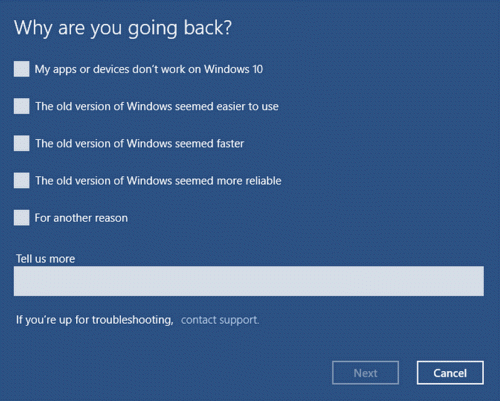 Why are you going back?
My apps or devices don't work on Windows 10
The old version of Windows seemed easier to use
The old version of Windows seemed faster
The old version of Windows seemed more reliable
For another reason
Tell us more
If you're up for troubleshooting, contact support.
Next
Cancel